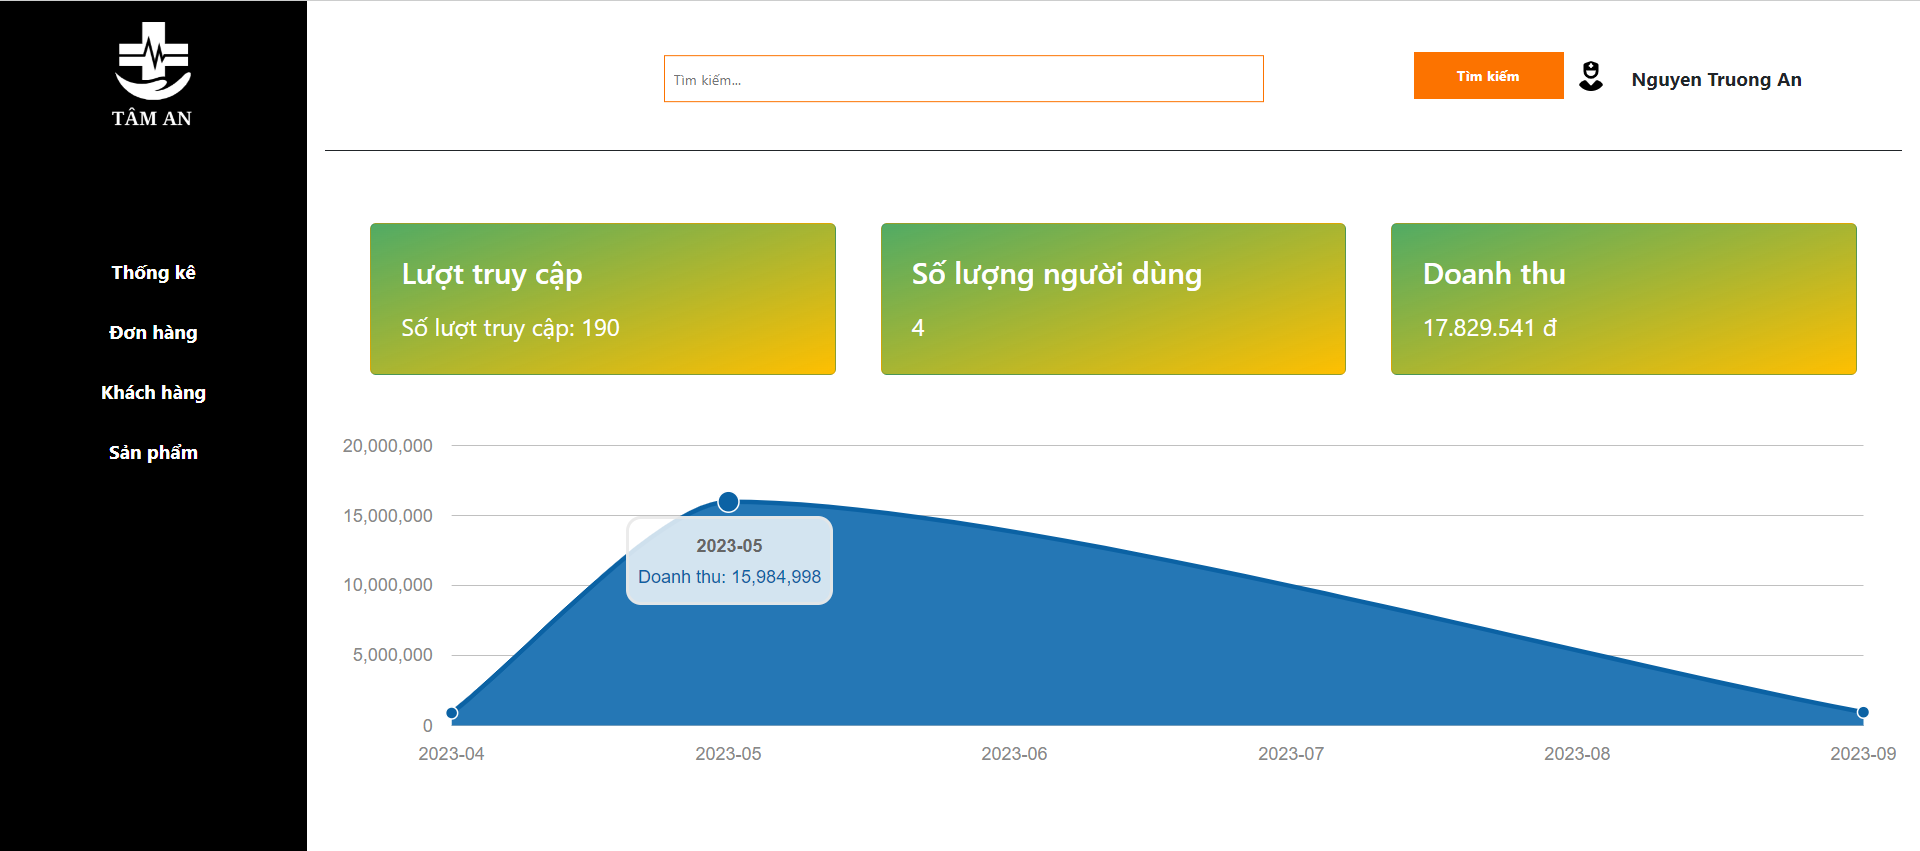 TÂM AN
Thống kê
Đơn hàng
Khách hàng
Sản phẩm
Tìm kiếm...
Tìm kiếm
Nguyen Truong An
Lượt truy cập
Số lượt truy cập: 190
Số lượng người dùng
4
Doanh thu
17.829.541 đ
20,000,000
15,000,000
10,000,000
5,000,000
0
2023-05
Doanh thu: 15,984,998
2023-04
2023-05
2023-06
2023-07
2023-08
2023-09